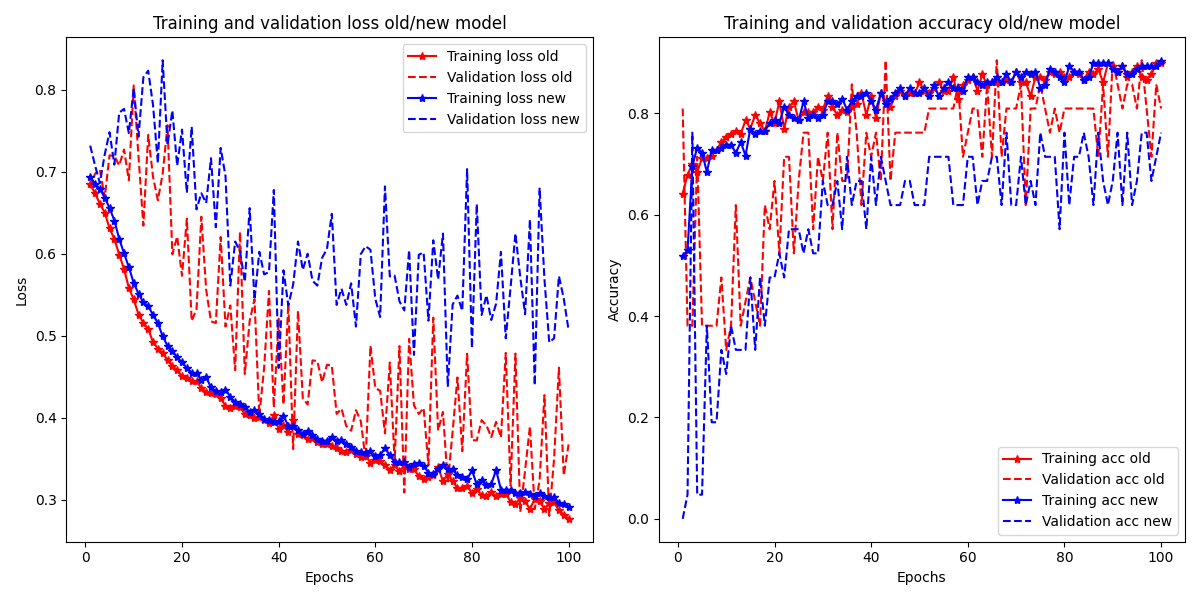 Training and validation loss old/new model
Training loss old
Validation loss old
Training loss new
Validation loss new
0.8
0.7
0.6
0.5
0.4
0.3
Loss
0
20
40
60
80
100
Epochs
Training and validation accuracy old/new model
0.8
0.6
0.4
0.2
0.0
Accuracy
Training acc old
Validation acc old
Training acc new
Validation acc new
0
20
40
60
80
100
Epochs